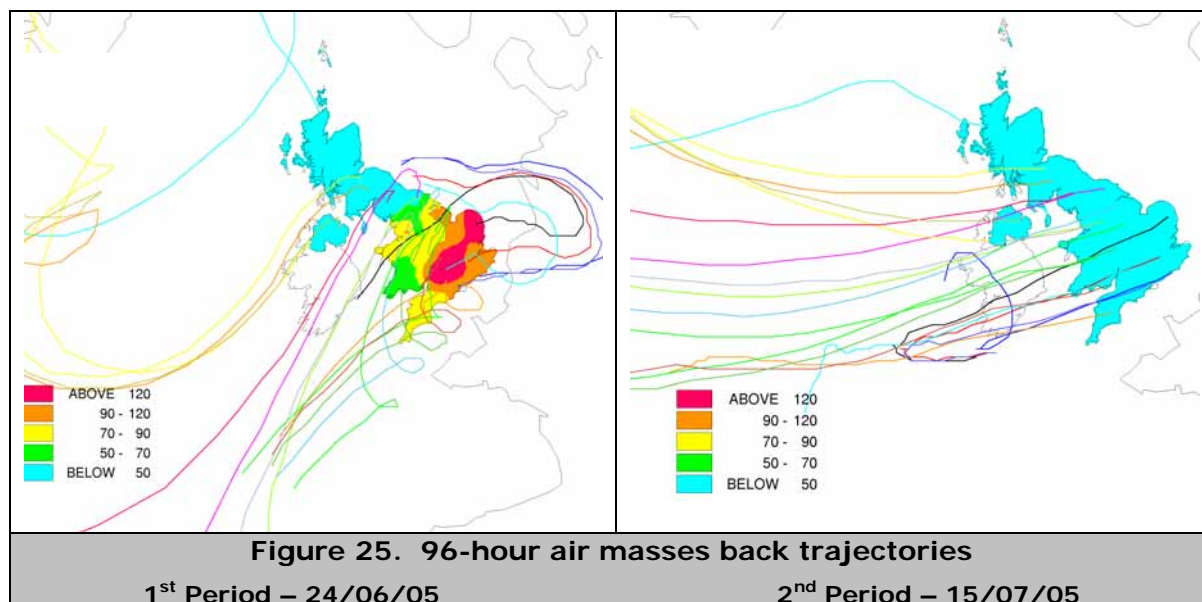 ABOVE 120
90 - 120
70 - 90
50 - 70
BELOW 50
ABOVE 120
90 - 120
70 - 90
50 - 70
BELOW 50
Figure 25. 96-hour air masses back trajectories
1st Period – 24/06/05 2nd Period – 15/07/05